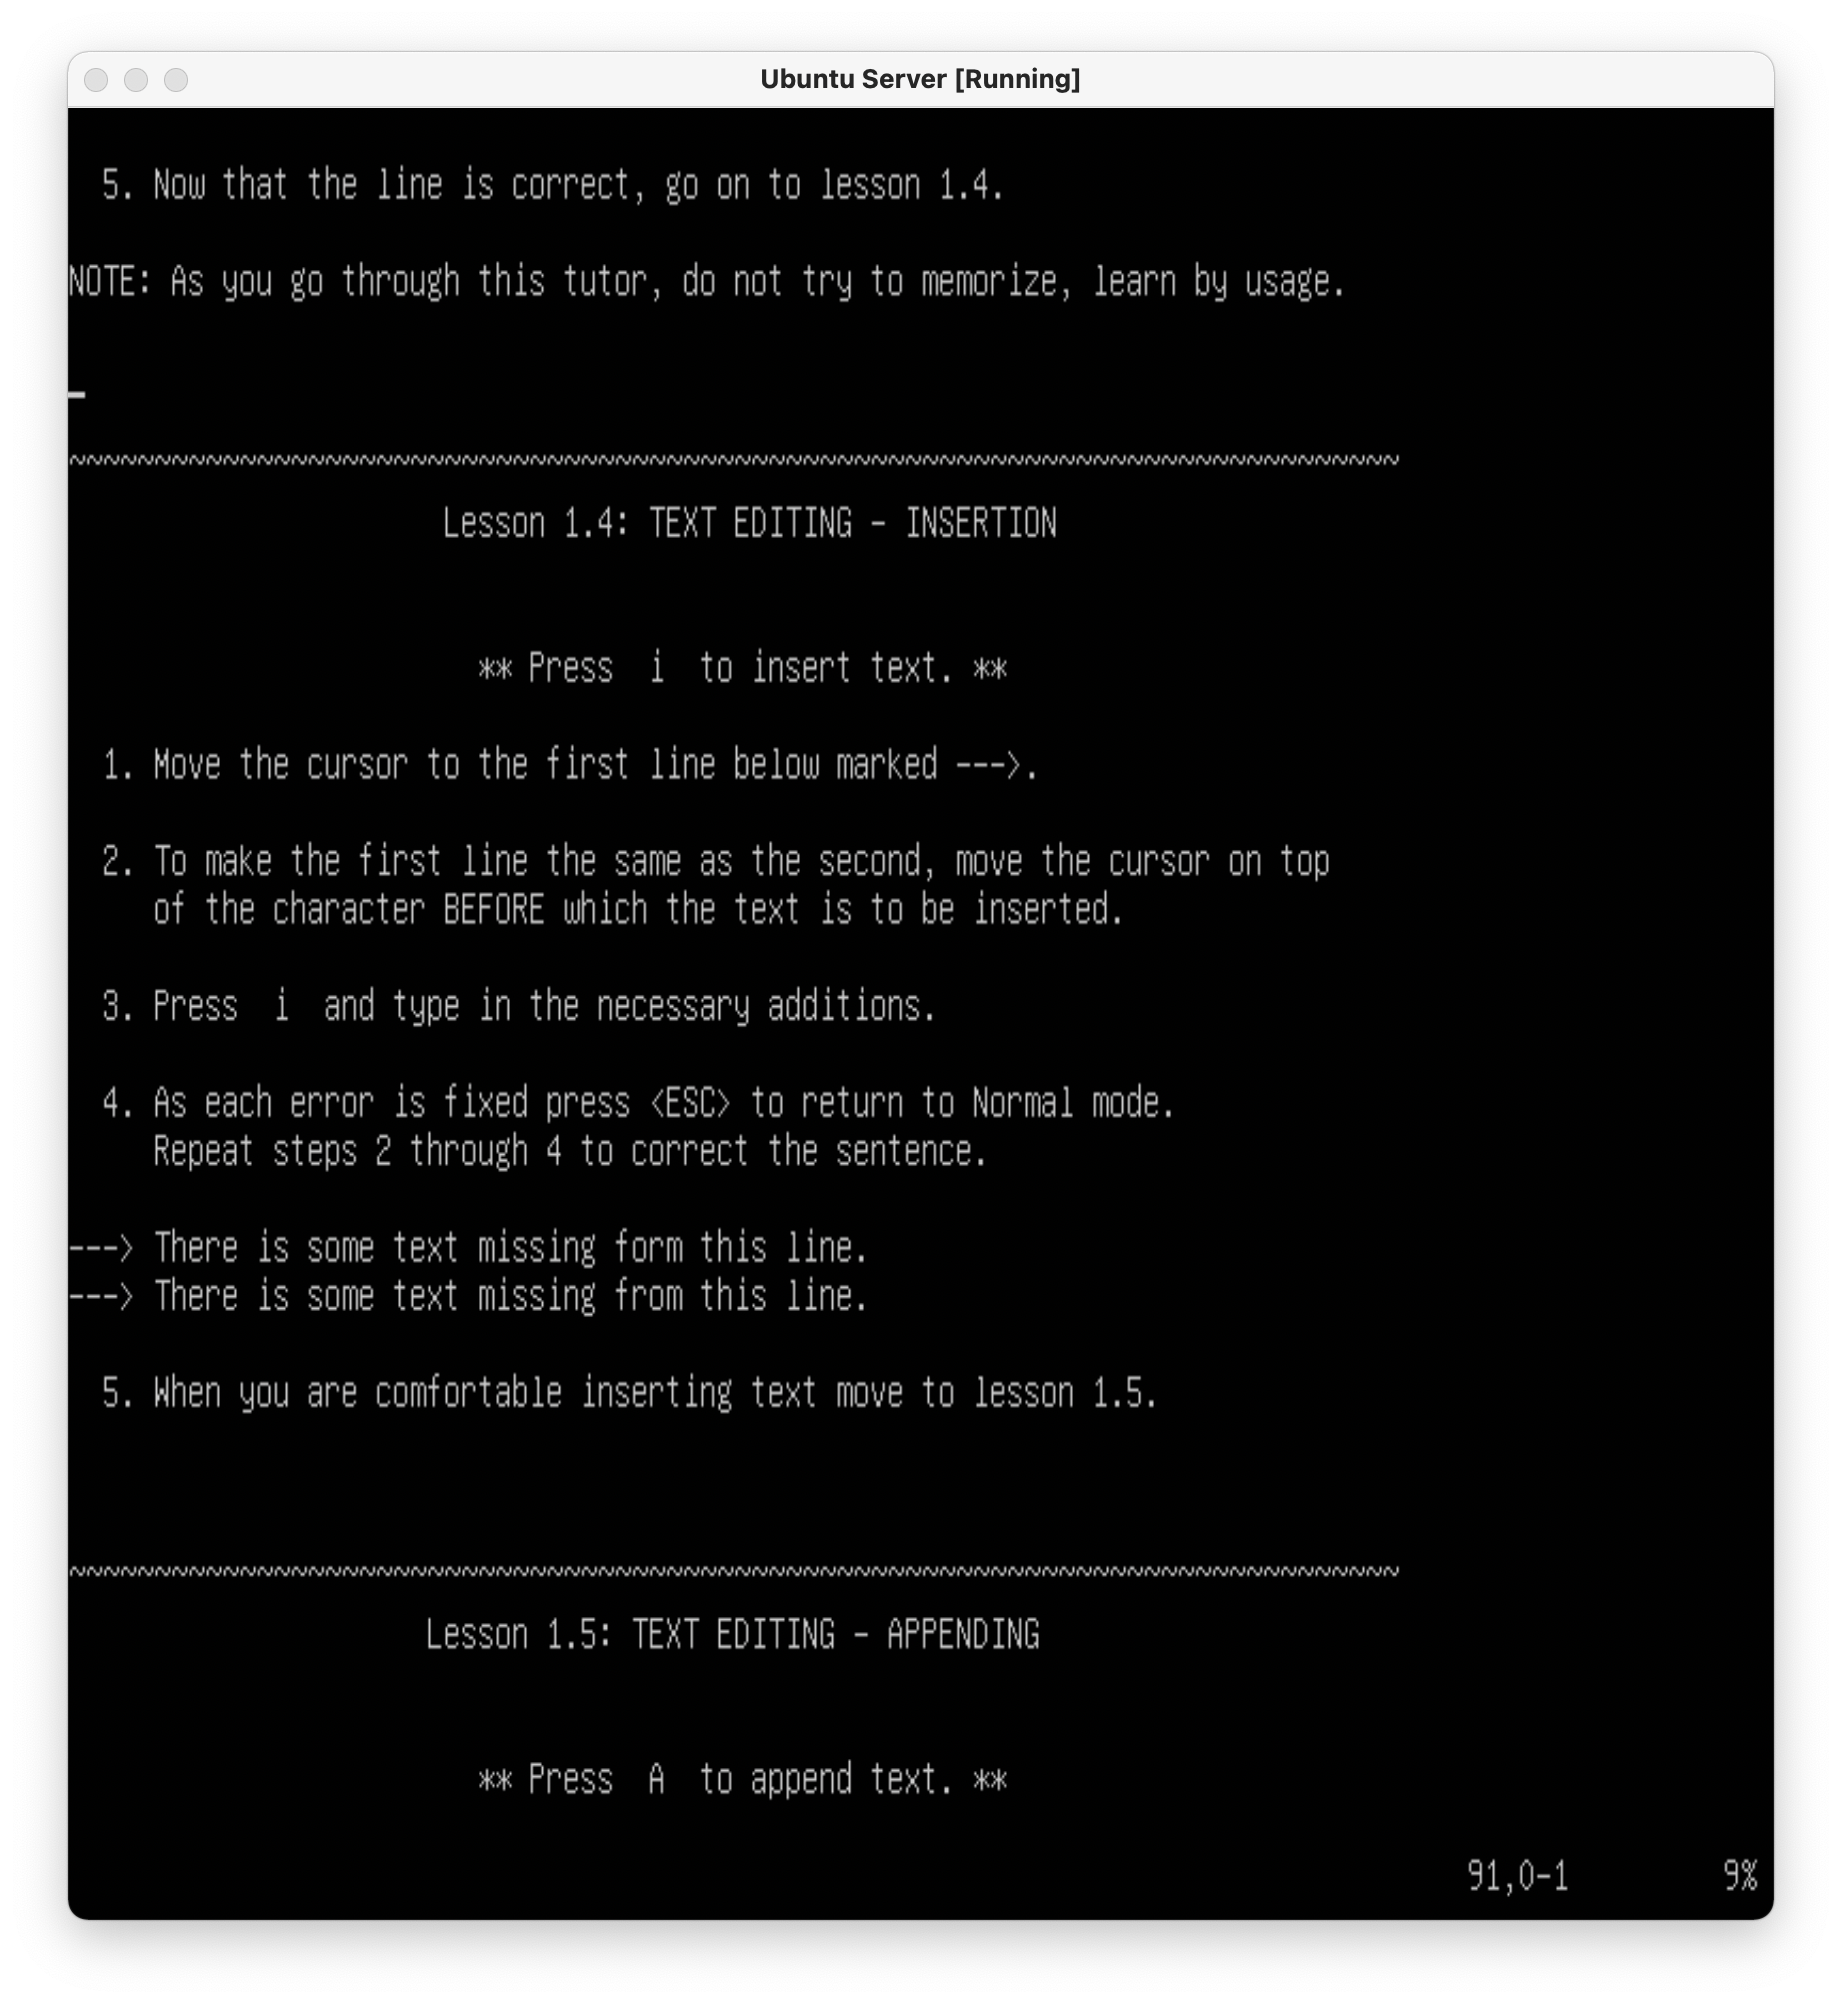 Ubuntu Server [Running]
5. Now that the line is correct, go on to lesson 1.4.
NOTE: As you go through this tutor, do not try to memorize, learn by usage.
~~~~~~~~~~~~~~~~~~~~~~~~~~~~~~~~~~~~~~~~~~~~~~~~~~~~~~~~~~~~~~~~~~~~~~~~~~~~~~
Lesson 1.4: TEXT EDITING - INSERTION
** Press  i  to insert text. **
1. Move the cursor to the first line below marked --->.
2. To make the first line the same as the second, move the cursor on top
of the character BEFORE which the text is to be inserted.
3. Press  i  and type in the necessary additions.
4. As each error is fixed press <ESC> to return to Normal mode.
Repeat steps 2 through 4 to correct the sentence.
---> There is some text missing form this line.
---> There is some text missing from this line.
5. When you are comfortable inserting text move to lesson 1.5.
~~~~~~~~~~~~~~~~~~~~~~~~~~~~~~~~~~~~~~~~~~~~~~~~~~~~~~~~~~~~~~~~~~~~~~~~~~~~~~
Lesson 1.5: TEXT EDITING - APPENDING
** Press  A  to append text. **
91,0-1 9%